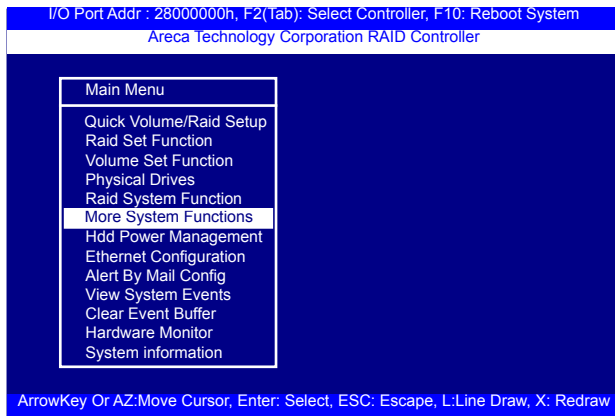 I/O Port Addr : 28000000h, F2(Tab): Select Controller, F10: Reboot System
Areca Technology Corporation RAID Controller
Main Menu
Quick Volume/Raid Setup
Raid Set Function
Volume Set Function
Physical Drives
Raid System Function
More System Functions
Hdd Power Management
Ethernet Configuration
Alert By Mail Config
View System Events
Clear Event Buffer
Hardware Monitor
System information
ArrowKey Or AZ:Move Cursor, Enter: Select, ESC: Escape, L:Line Draw, X: Redraw